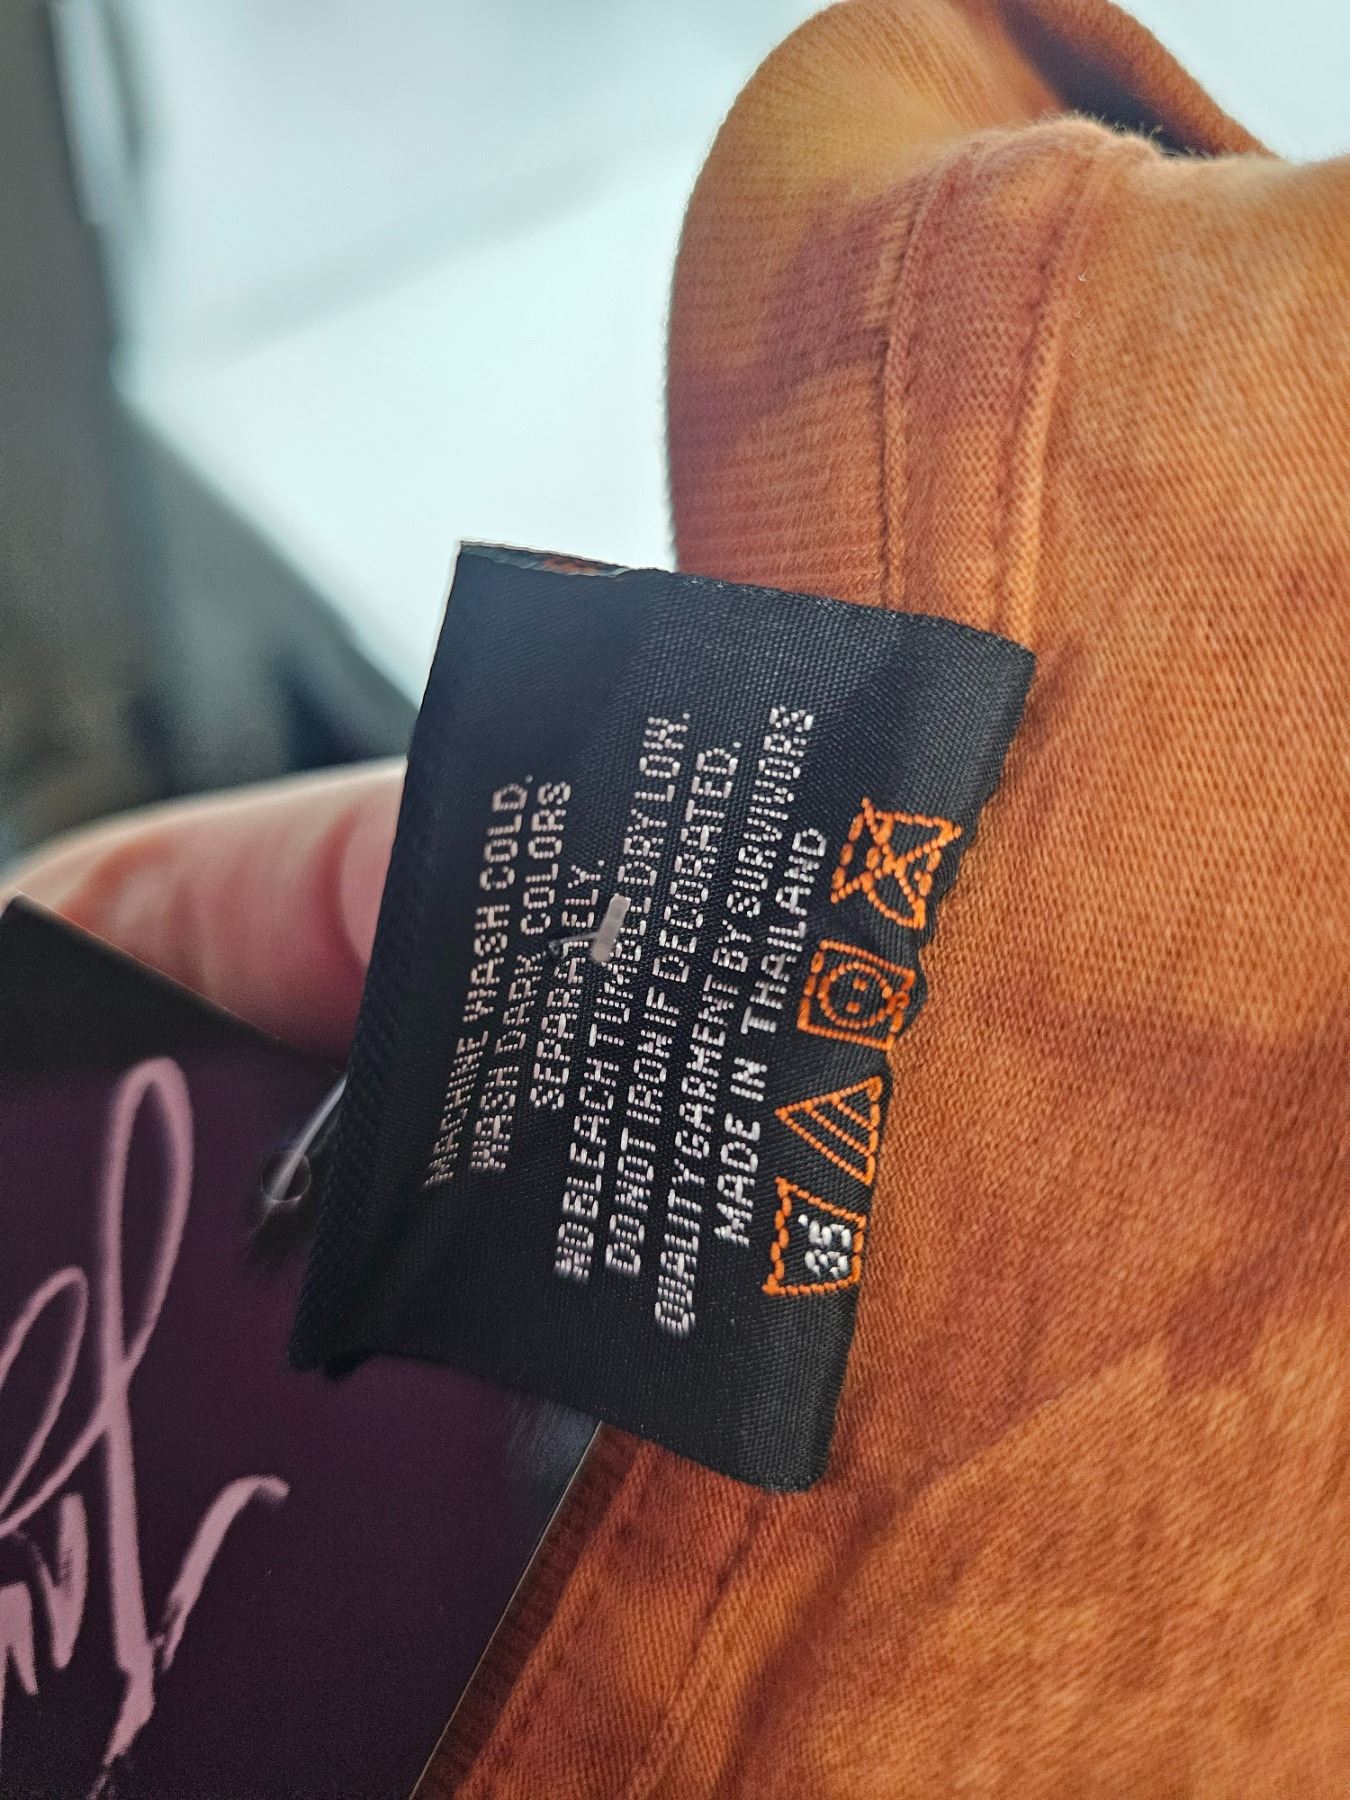 MACHINE WASH COLD.
WASH DARK COLORS
SEPARATELY.
NO BLEACH TUMBLE DRY LOW.
DO NOT IRON IF DECORATED.
QUALITY GARMENT BY SURVIVORS
MADE IN THAILAND
35°